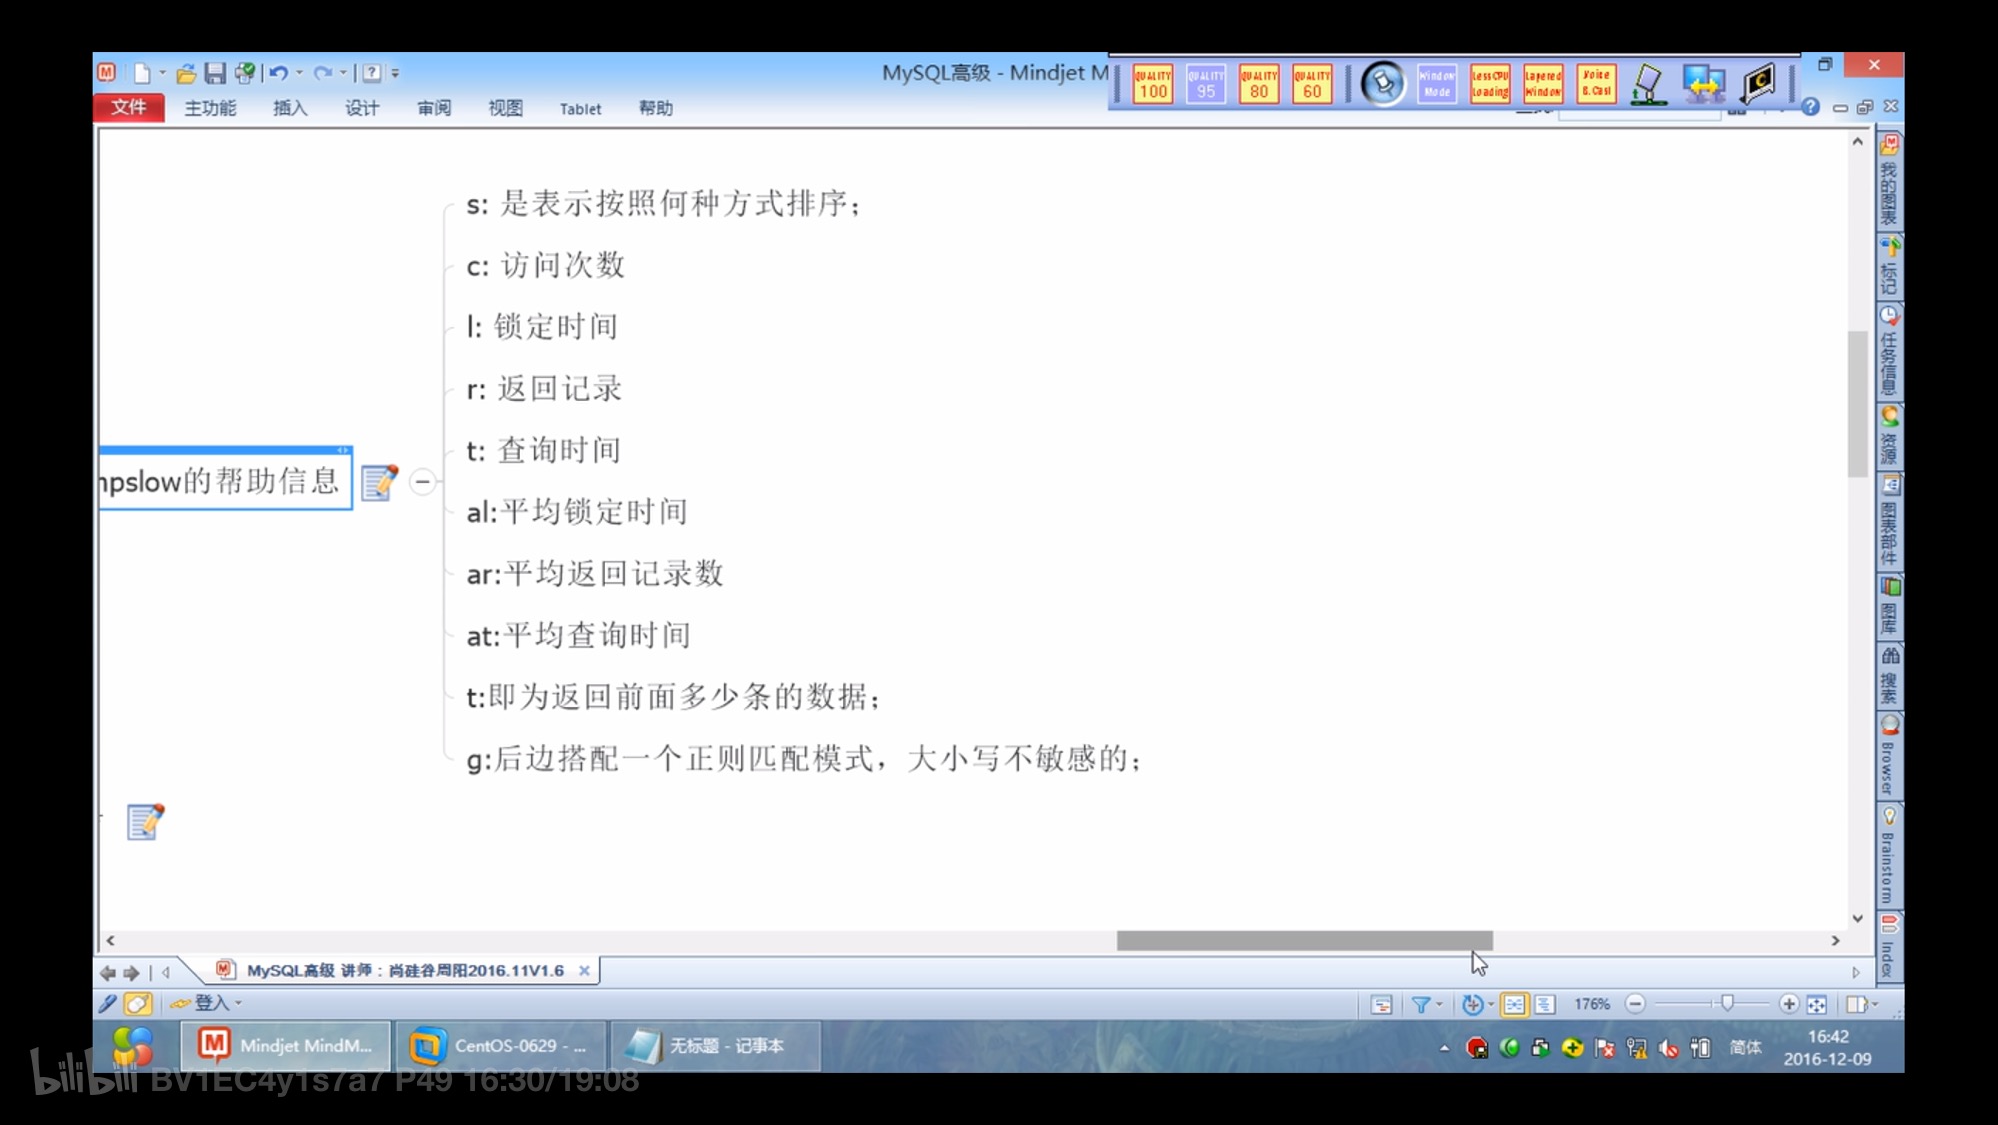 MySQL高级 - Mindjet M
QUALITY 100
QUALITY 95
QUALITY 80
QUALITY 60
Window Mode
LessCPU Loading
Layered Window
Voice B.Cast
文件 主功能 插入 设计 审阅 视图 Tablet 帮助
s: 是表示按照何种方式排序；
c: 访问次数
l: 锁定时间
r: 返回记录
t: 查询时间
npslow的帮助信息
al:平均锁定时间
ar:平均返回记录数
at:平均查询时间
t:即为返回前面多少条的数据；
g:后边搭配一个正则匹配模式，大小写不敏感的；
我的图表
标记
任务信息
资源
图表部件
图库
搜索
Browser
Brainstorm
Index
MySQL高级 讲师：尚硅谷周阳2016.11V1.6
登入
176%
Mindjet MindM...
CentOS-0629 - ...
无标题 - 记事本
简体
16:42
2016-12-09
bilibili BV1EC4y1s7a7 P49 16:30/19:08